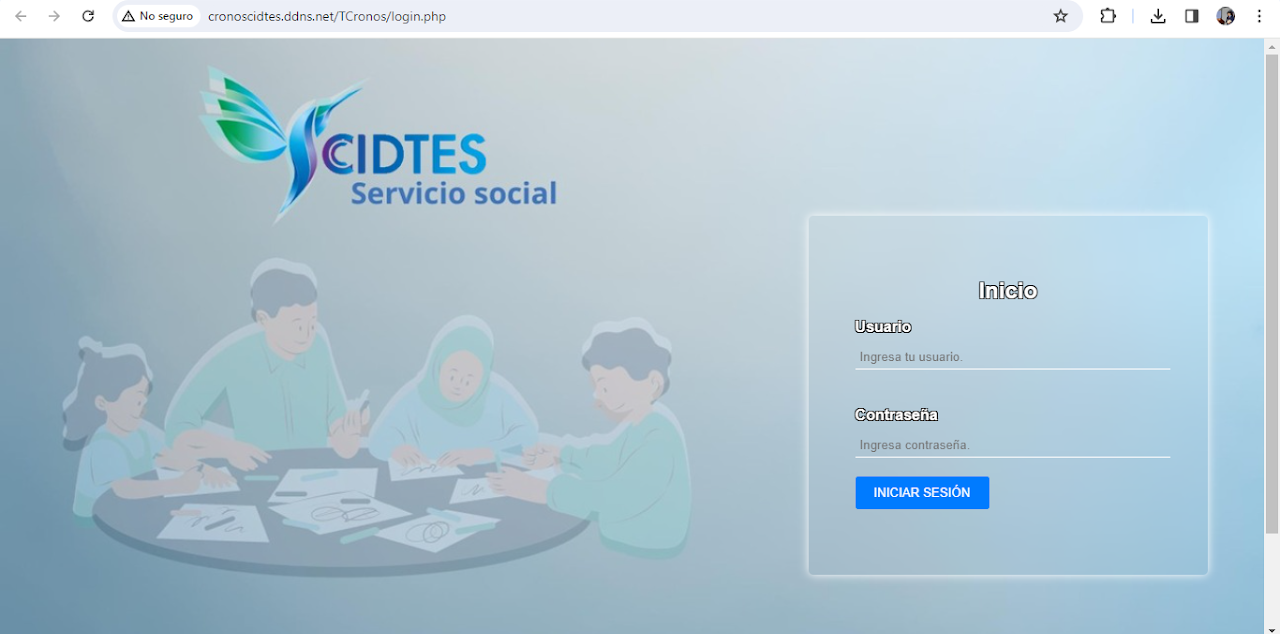 No seguro
cronoscidtes.ddns.net/TCronos/login.php
CIDTES
Servicio social
Inicio
Usuario
Ingresa tu usuario.
Contraseña
Ingresa contraseña.
INICIAR SESIÓN